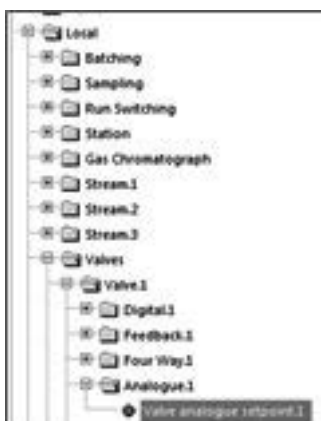 Local
Batching
Sampling
Run Switching
Station
Gas Chromatograph
Stream.1
Stream.2
Stream.3
Valves
Valve.1
Digital.1
Feedback.1
Four Way.1
Analogue.1
Valve analogue setpoint.1